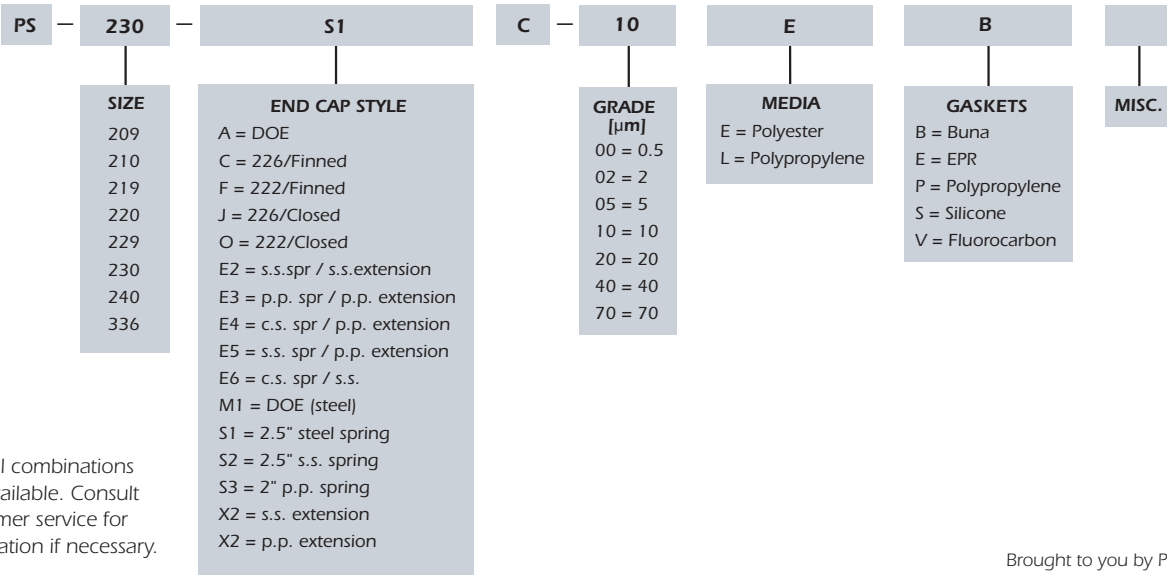 PS — 230 — S1 C — 10 E B
SIZE
209
210
219
220
229
230
240
336
END CAP STYLE
A = DOE
C = 226/Finned
F = 222/Finned
J = 226/Closed
O = 222/Closed
E2 = s.s.spr / s.s.extension
E3 = p.p. spr / p.p. extension
E4 = c.s. spr / p.p. extension
E5 = s.s. spr / p.p. extension
E6 = c.s. spr / s.s.
M1 = DOE (steel)
S1 = 2.5" steel spring
S2 = 2.5" s.s. spring
S3 = 2" p.p. spring
X2 = s.s. extension
X2 = p.p. extension
GRADE
[µm]
00 = 0.5
02 = 2
05 = 5
10 = 10
20 = 20
40 = 40
70 = 70
MEDIA
E = Polyester
L = Polypropylene
GASKETS
B = Buna
E = EPR
P = Polypropylene
S = Silicone
V = Fluorocarbon
MISC.
combinations
Consult
service for
if necessary.
Brought to you by P